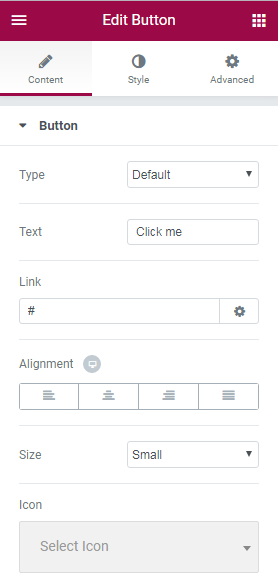 Edit Button
Content Style Advanced
Button
Type Default
Text Click me
Link
#
Alignment
Size Small
Icon
Select Icon